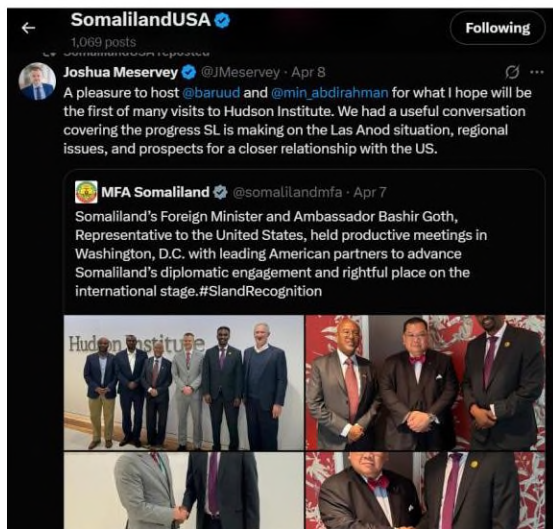 SomalilandUSA
1,069 posts
Following
SomalilandUSA reposted
Joshua Meservey @JMeservey · Apr 8
A pleasure to host @baruud and @min_abdirahman for what I hope will be
the first of many visits to Hudson Institute. We had a useful conversation
covering the progress SL is making on the Las Anod situation, regional
issues, and prospects for a closer relationship with the US.
MFA Somaliland @somalilandmfa · Apr 7
Somaliland's Foreign Minister and Ambassador Bashir Goth,
Representative to the United States, held productive meetings in
Washington, D.C. with leading American partners to advance
Somaliland's diplomatic engagement and rightful place on the
international stage.#SlandRecognition
Hudson Institute